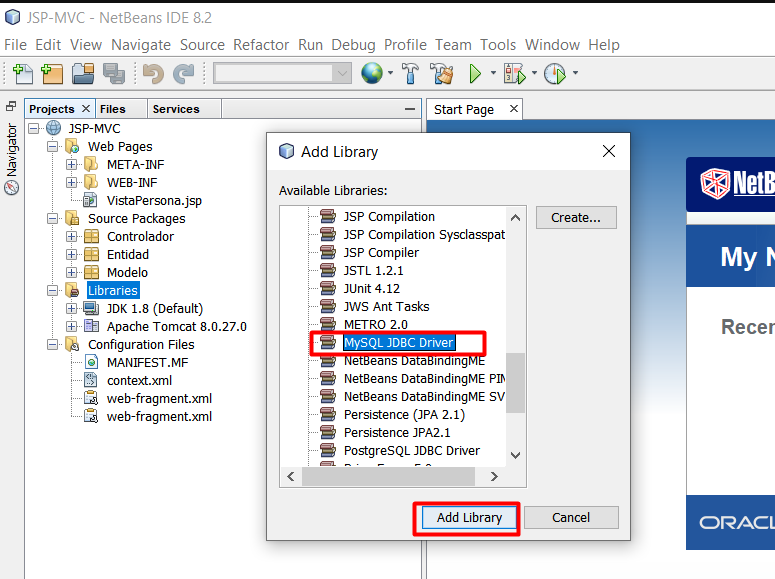 JSP-MVC - NetBeans IDE 8.2
File Edit View Navigate Source Refactor Run Debug Profile Team Tools Window Help
Projects
Files
Services
Start Page
Navigator
JSP-MVC
Web Pages
META-INF
WEB-INF
VistaPersona.jsp
Source Packages
Controlador
Entidad
Modelo
Libraries
JDK 1.8 (Default)
Apache Tomcat 8.0.27.0
Configuration Files
MANIFEST.MF
context.xml
web-fragment.xml
web-fragment.xml
Add Library
Available Libraries:
JSP Compilation
JSP Compilation Sysclasspat
JSP Compiler
JSTL 1.2.1
JUnit 4.12
JWS Ant Tasks
METRO 2.0
MySQL JDBC Driver
NetBeans DataBindingME
NetBeans DataBindingME PIN
NetBeans DataBindingME SV
Persistence (JPA 2.1)
Persistence JPA2.1
PostgreSQL JDBC Driver
Create...
Add Library
Cancel
NetB
My N
Recen
ORACL